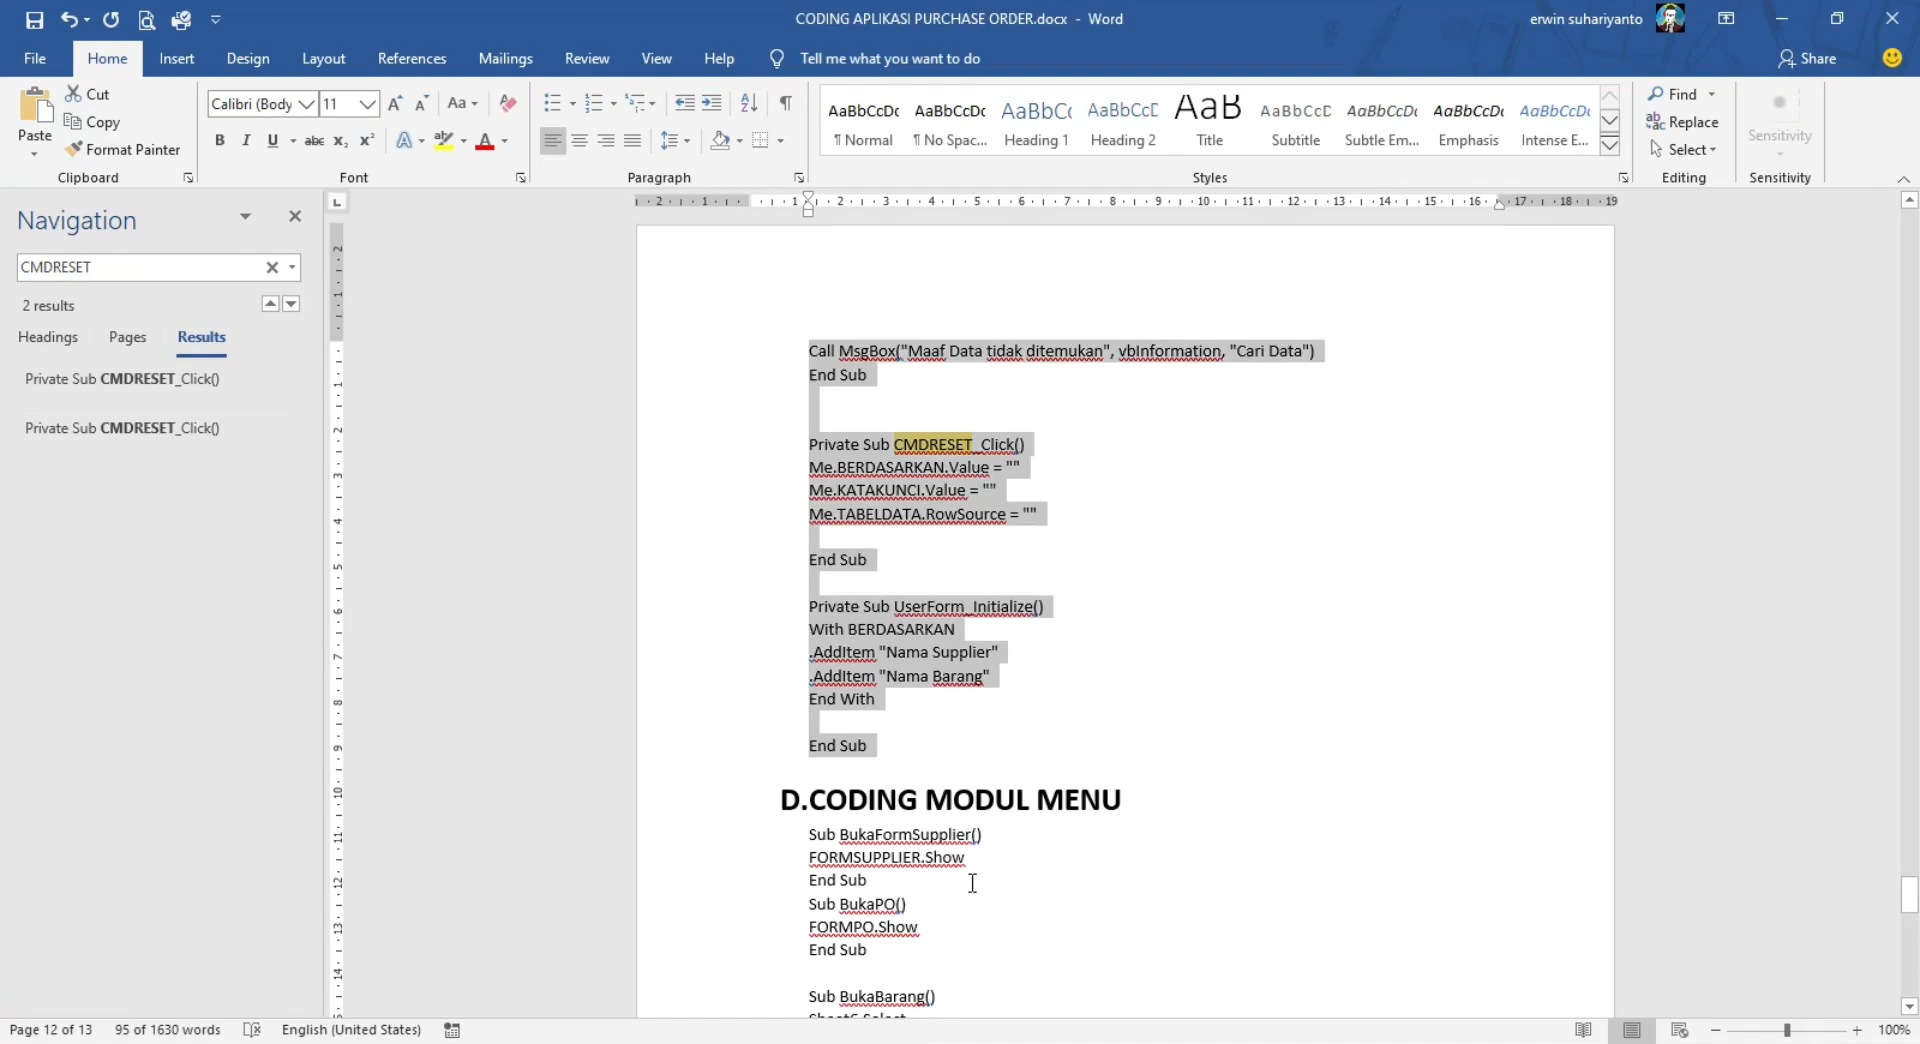 CODING APLIKASI PURCHASE ORDER.docx - Word
erwin suhariyanto
File
Home
Insert
Design
Layout
References
Mailings
Review
View
Help
Tell me what you want to do
Share
Paste
Cut
Copy
Format Painter
Clipboard
Calibri (Body
11
Font
Paragraph
AaBbCcDc
¶ Normal
AaBbCcDc
¶ No Spac...
AaBbCc
Heading 1
AaBbCcD
Heading 2
AaB
Title
AaBbCcD
Subtitle
AaBbCcDc
Subtle Em...
AaBbCcDc
Emphasis
AaBbCcDc
Intense E...
Styles
Find
Replace
Select
Editing
Sensitivity
Sensitivity
Navigation
CMDRESET
2 results
Headings
Pages
Results
Private Sub CMDRESET_Click()
Private Sub CMDRESET_Click()
Call MsgBox("Maaf Data tidak ditemukan", vbInformation, "Cari Data")
End Sub
Private Sub CMDRESET_Click()
Me.BERDASARKAN.Value = ""
Me.KATAKUNCI.Value = ""
Me.TABELDATA.RowSource = ""
End Sub
Private Sub UserForm_Initialize()
With BERDASARKAN
.AddItem "Nama Supplier"
.AddItem "Nama Barang"
End With
End Sub
D.CODING MODUL MENU
Sub BukaFormSupplier()
FORMSUPPLIER.Show
End Sub
Sub BukaPO()
FORMPO.Show
End Sub
Sub BukaBarang()
Page 12 of 13
95 of 1630 words
English (United States)
100%